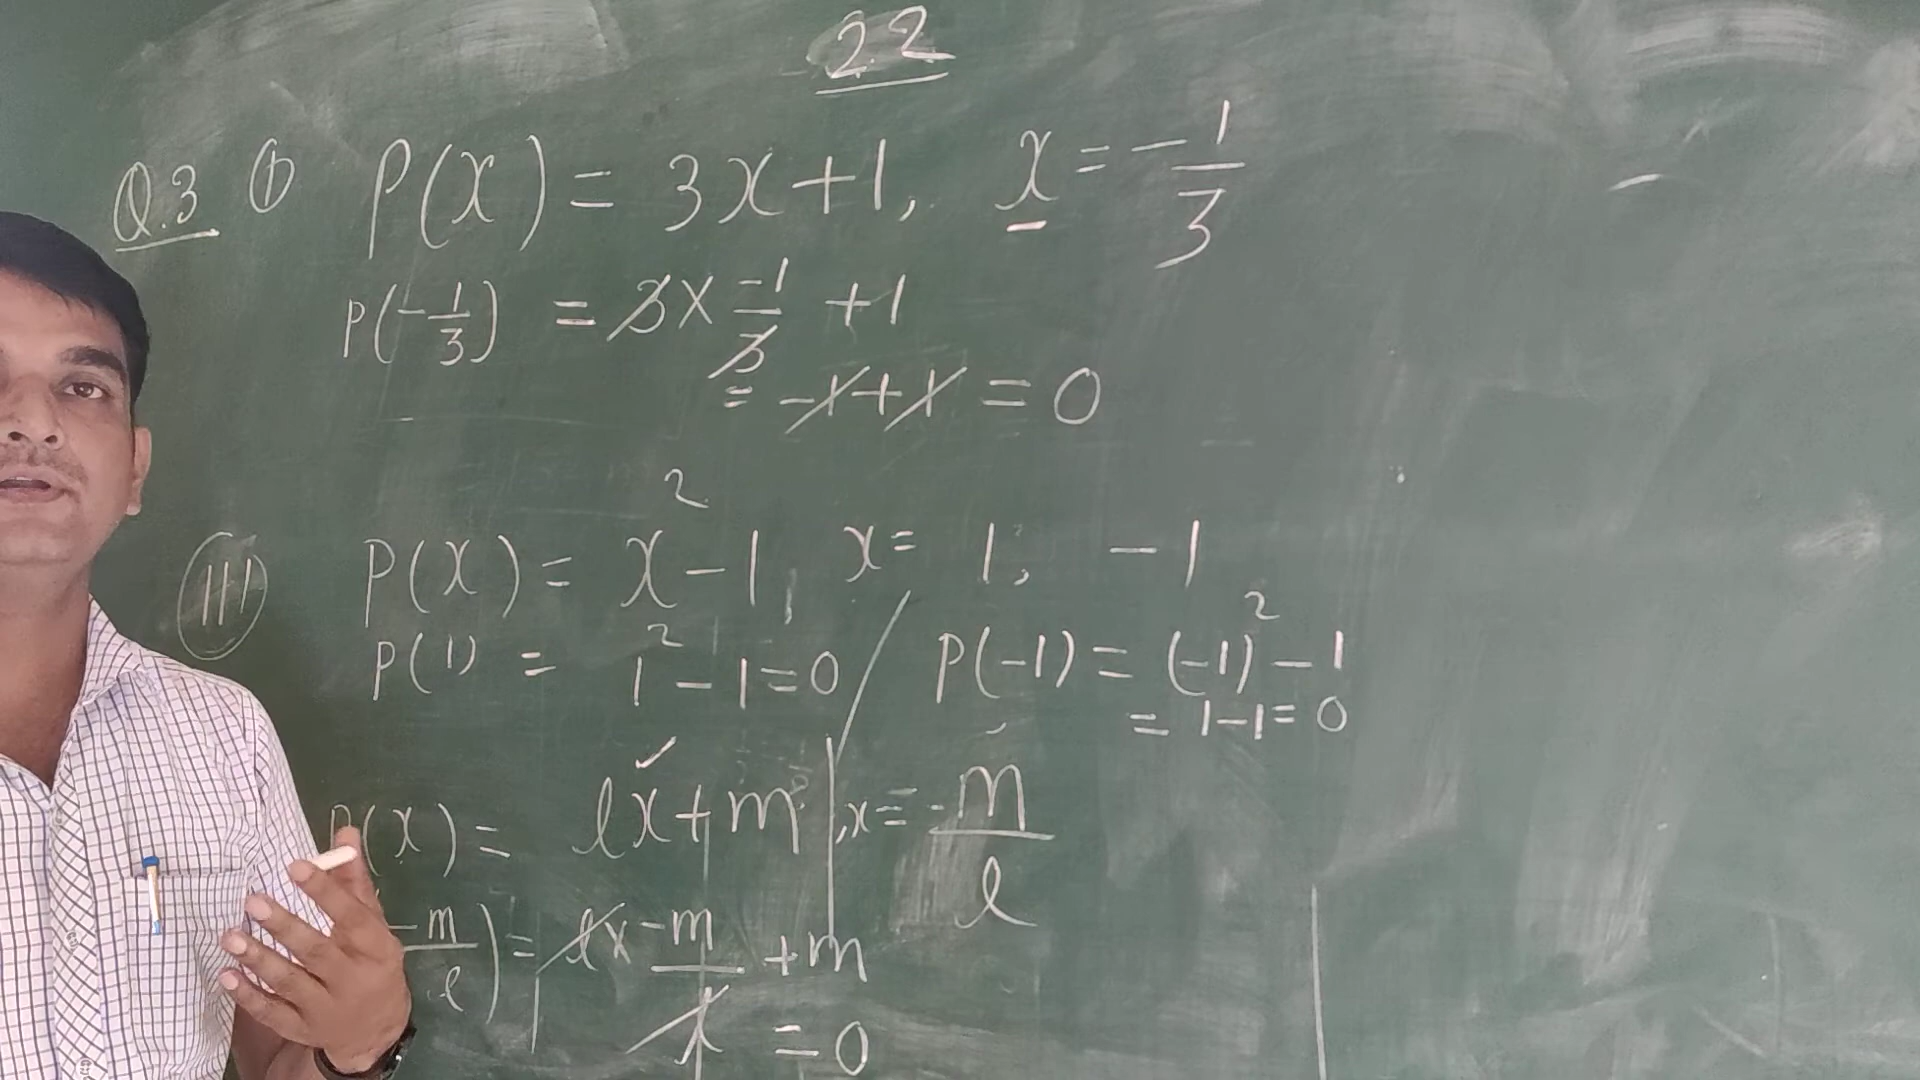 2.2
Q.3 (i) P(x) = 3x+1, x = -1/3
P(-1/3) = 3 x -1/3 +1
= -1+1 = 0
(iii) P(x) = x² - 1, x = 1, -1
P(1) = 1² - 1 = 0 / P(-1) = (-1)² - 1
= 1-1 = 0
P(x) = lx+m, x = -m/l
-m/l) = l x -m/l +m
= 0